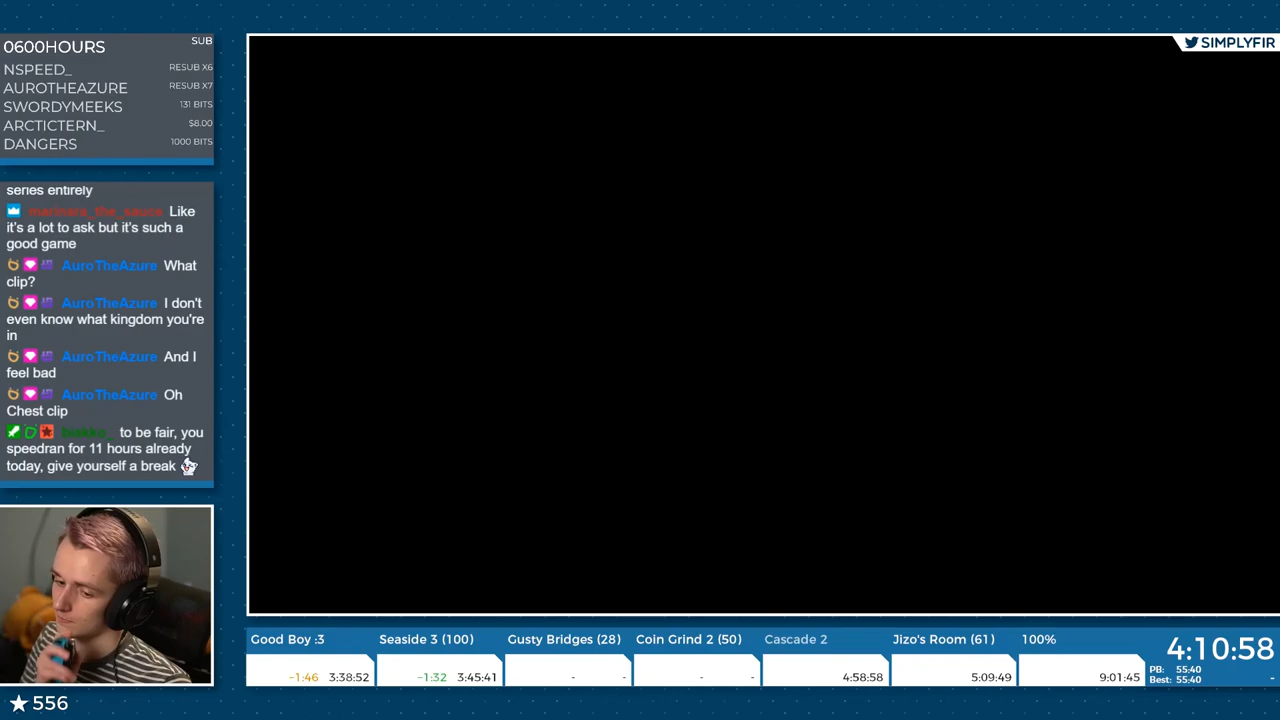 0600HOURS SUB
NSPEED_ RESUB X6
AUROTHEAZURE RESUB X7
SWORDYMEEKS 131 BITS
ARCTICTERN_ $8.00
DANGERS 1000 BITS
SIMPLYFIR
series entirely
marinara_the_sauce Like
it's a lot to ask but it's such a
good game
AuroTheAzure What
clip?
AuroTheAzure I don't
even know what kingdom you're
in
AuroTheAzure And I
feel bad
AuroTheAzure Oh
Chest clip
to be fair, you
speedran for 11 hours already
today, give yourself a break
Good Boy :3
-1:46 3:38:52
Seaside 3 (100)
-1:32 3:45:41
Gusty Bridges (28)
- -
Coin Grind 2 (50)
- -
Cascade 2
4:58:58
Jizo's Room (61)
5:09:49
100%
9:01:45
4:10:58
PB: 55:40
Best: 55:40 -
★ 556